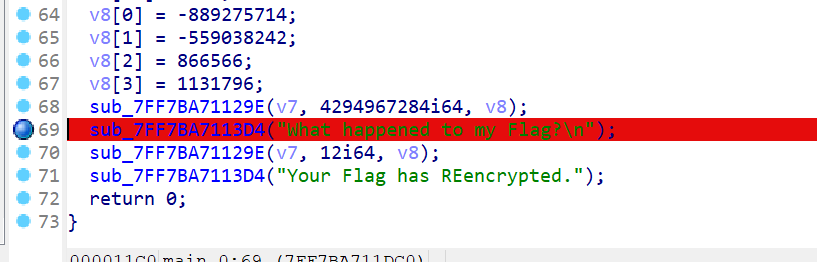 64 v8[0] = -889275714;
65 v8[1] = -559038242;
66 v8[2] = 866566;
67 v8[3] = 1131796;
68 sub_7FF7BA71129E(v7, 4294967284i64, v8);
69 sub_7FF7BA7113D4("What happened to my Flag?\n");
70 sub_7FF7BA71129E(v7, 12i64, v8);
71 sub_7FF7BA7113D4("Your Flag has REencrypted.");
72 return 0;
73 }
000011C0 main_0:69 (7FF7BA711DC0)